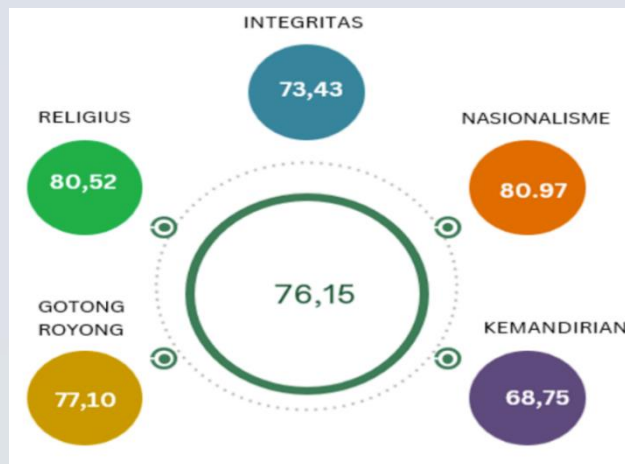 INTEGRITAS
73,43
RELIGIUS
80,52
NASIONALISME
80.97
76,15
GOTONG
ROYONG
77,10
KEMANDIRIAN
68,75